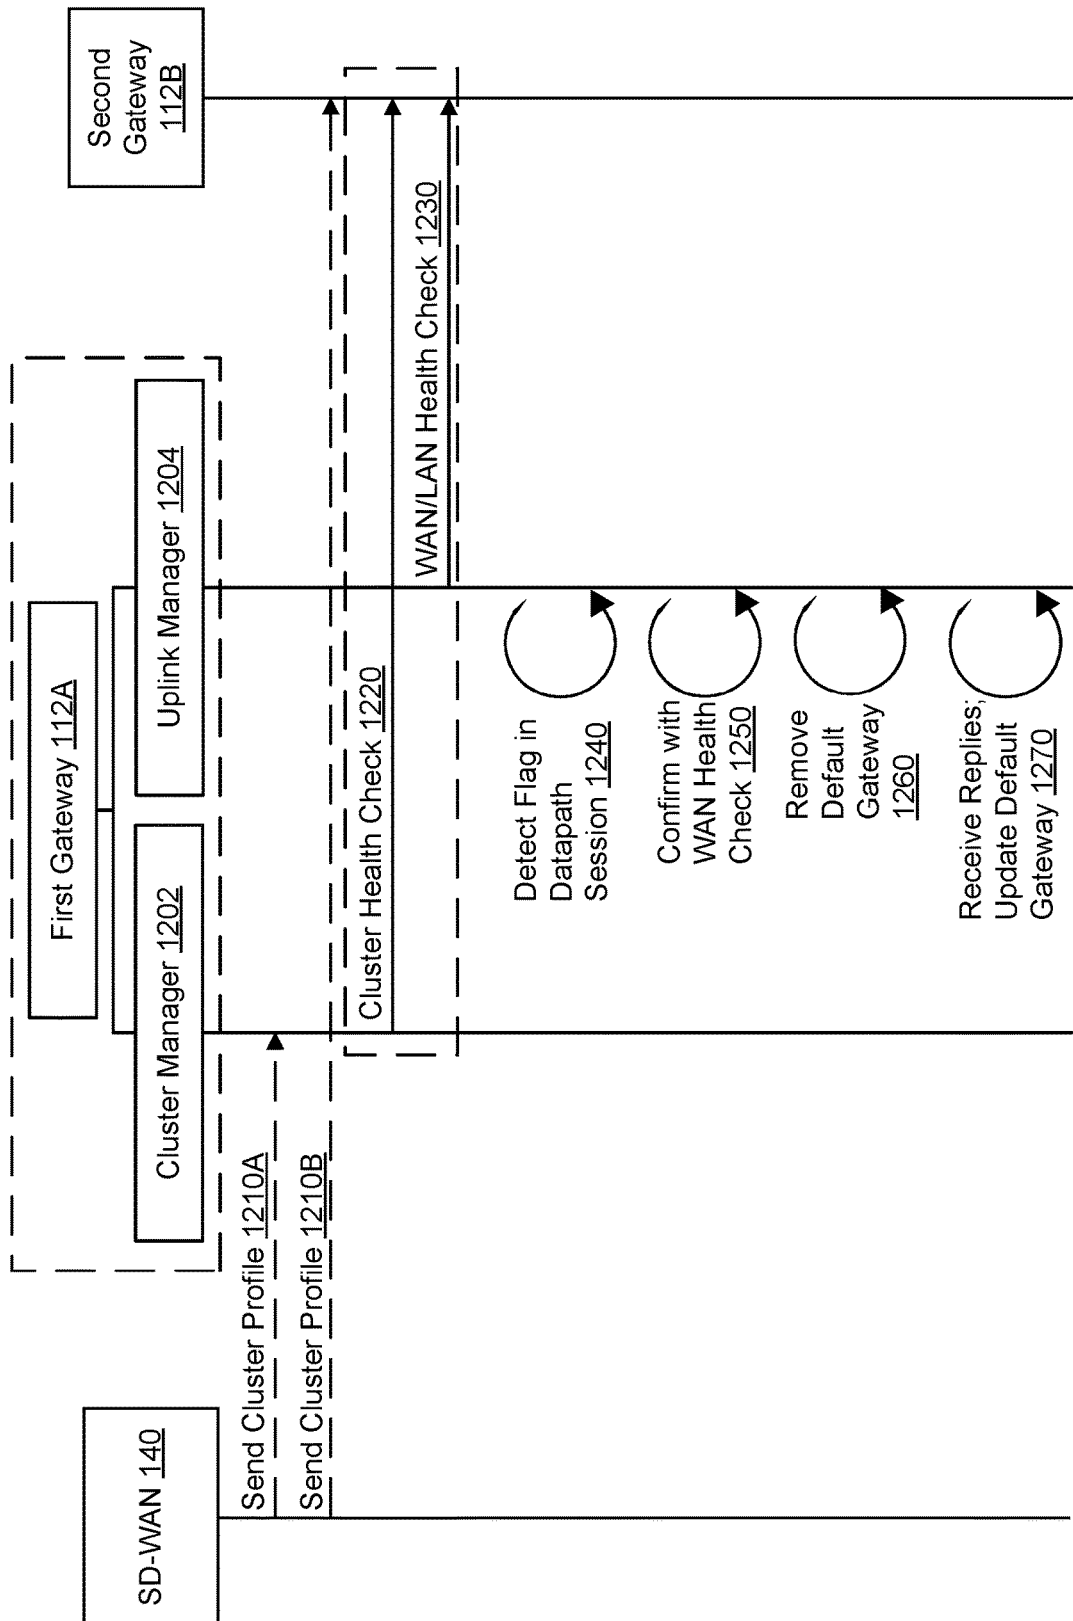 SD-WAN 140
First Gateway 112A
Cluster Manager 1202
Uplink Manager 1204
Second
Gateway
112B
Send Cluster Profile 1210A
Send Cluster Profile 1210B
Cluster Health Check 1220
WAN/LAN Health Check 1230
Detect Flag in
Datapath
Session 1240
Confirm with
WAN Health
Check 1250
Remove
Default
Gateway
1260
Receive Replies;
Update Default
Gateway 1270